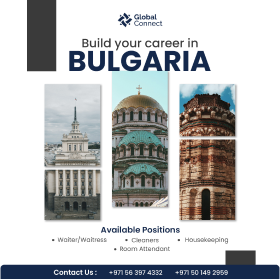 Global
Connect
Build your career in
BULGARIA
Available Positions
• Waiter/Waitress
• Cleaners
• Housekeeping
• Room Attendant
Contact Us : +971 56 397 4332 +971 50 149 2959